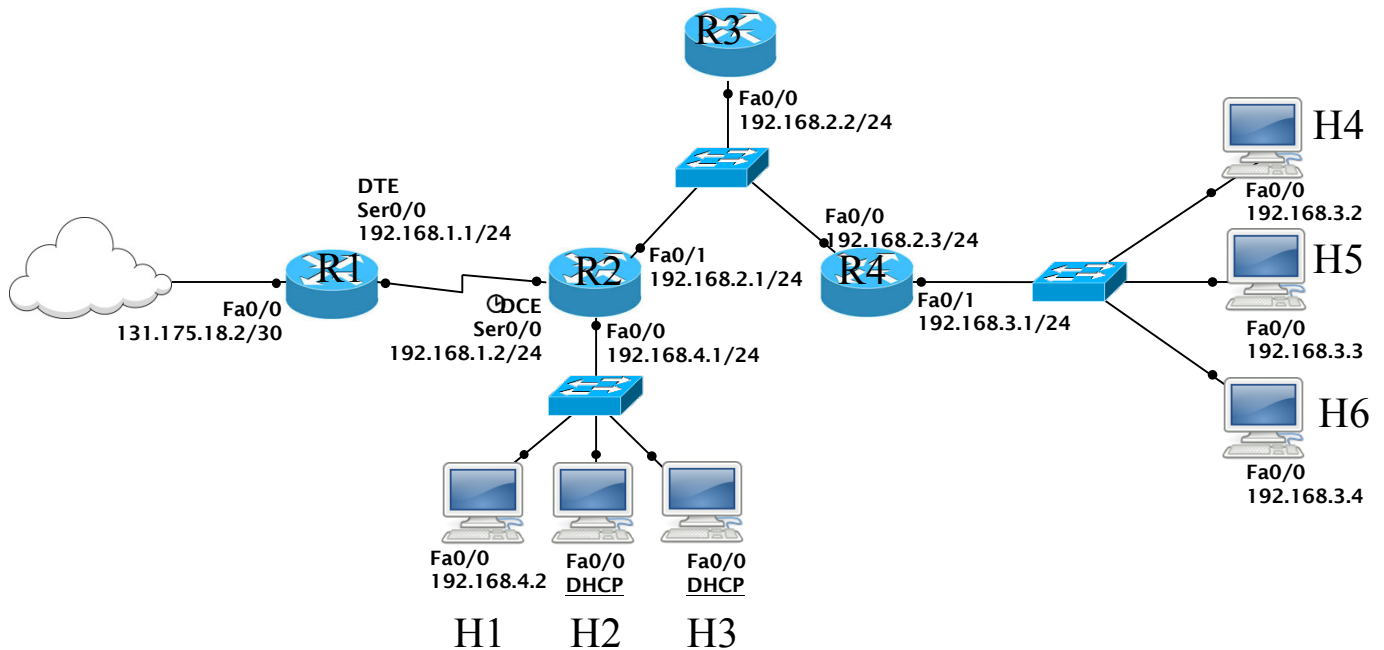 R3
Fa0/0
192.168.2.2/24
H4
Fa0/0
192.168.3.2
DTE
Ser0/0
192.168.1.1/24
Fa0/0
192.168.2.3/24
R1
R2
Fa0/1
192.168.2.1/24
R4
H5
Fa0/0
131.175.18.2/30
DCE
Ser0/0
192.168.1.2/24
Fa0/0
192.168.4.1/24
Fa0/1
192.168.3.1/24
Fa0/0
192.168.3.3
H6
Fa0/0
192.168.3.4
Fa0/0
192.168.4.2
Fa0/0
DHCP
Fa0/0
DHCP
H1
H2
H3